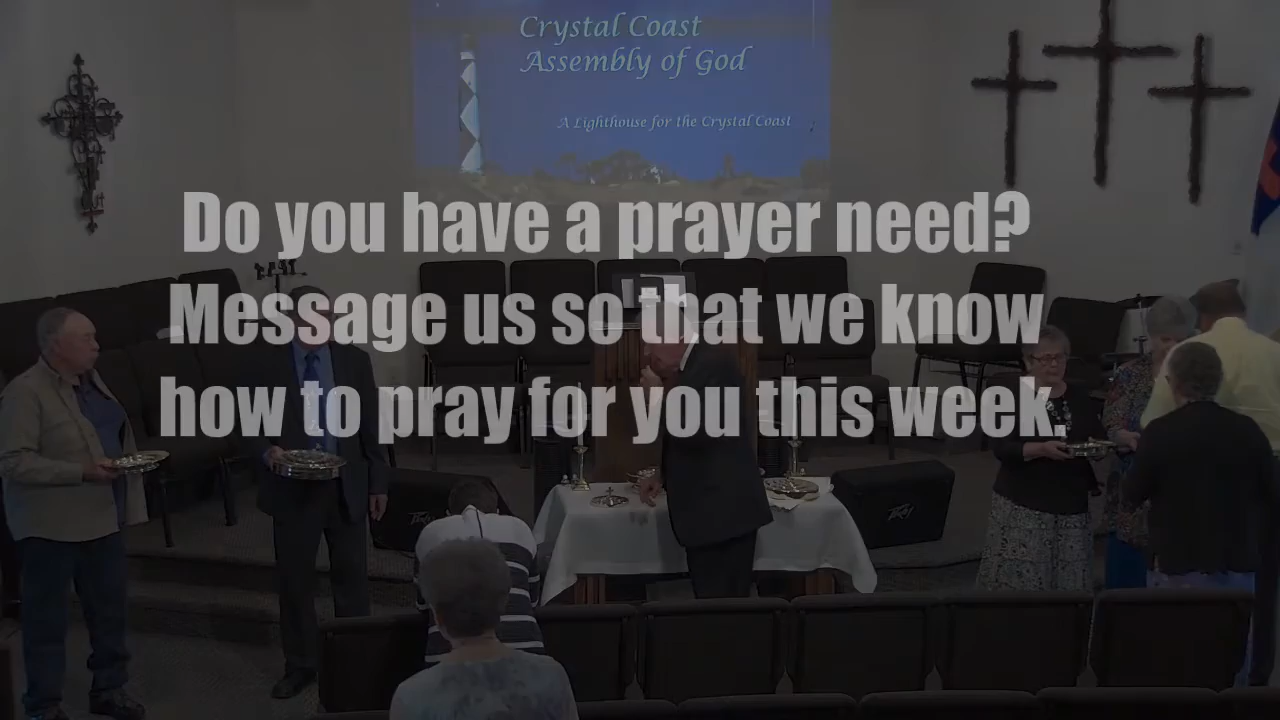 Crystal Coast
Assembly of God
A Lighthouse for the Crystal Coast
Do you have a prayer need?
Message us so that we know
how to pray for you this week.
Peavey